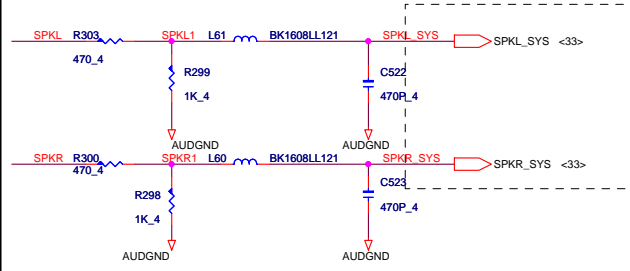 SPKL R303 SPKL1 L61 BK1608LL121 SPKL_SYS SPKL_SYS <33>
470_4
R299 C522
1K_4 470P_4
AUDGND AUDGND
SPKR R300 SPKR1 L60 BK1608LL121 SPKR_SYS SPKR_SYS <33>
470_4
R298 C523
1K_4 470P_4
AUDGND AUDGND